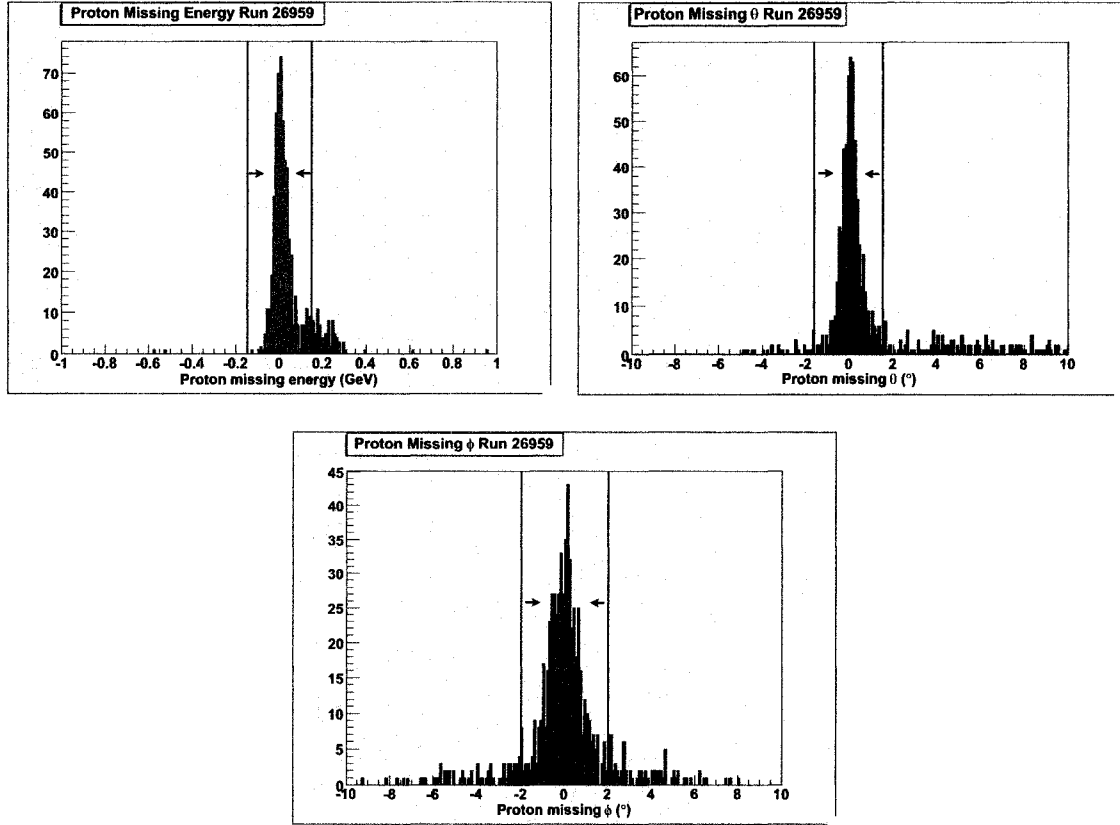 Proton Missing Energy Run 26959
70
60
50
40
30
20
10
0
-1 -0.8 -0.6 -0.4 -0.2 0 0.2 0.4 0.6 0.8 1
Proton missing energy (GeV)
Proton Missing θ Run 26959
60
50
40
30
20
10
0
-10 -8 -6 -4 -2 0 2 4 6 8 10
Proton missing θ (°)
Proton Missing ϕ Run 26959
45
40
35
30
25
20
15
10
5
0
-10 -8 -6 -4 -2 0 2 4 6 8 10
Proton missing ϕ (°)